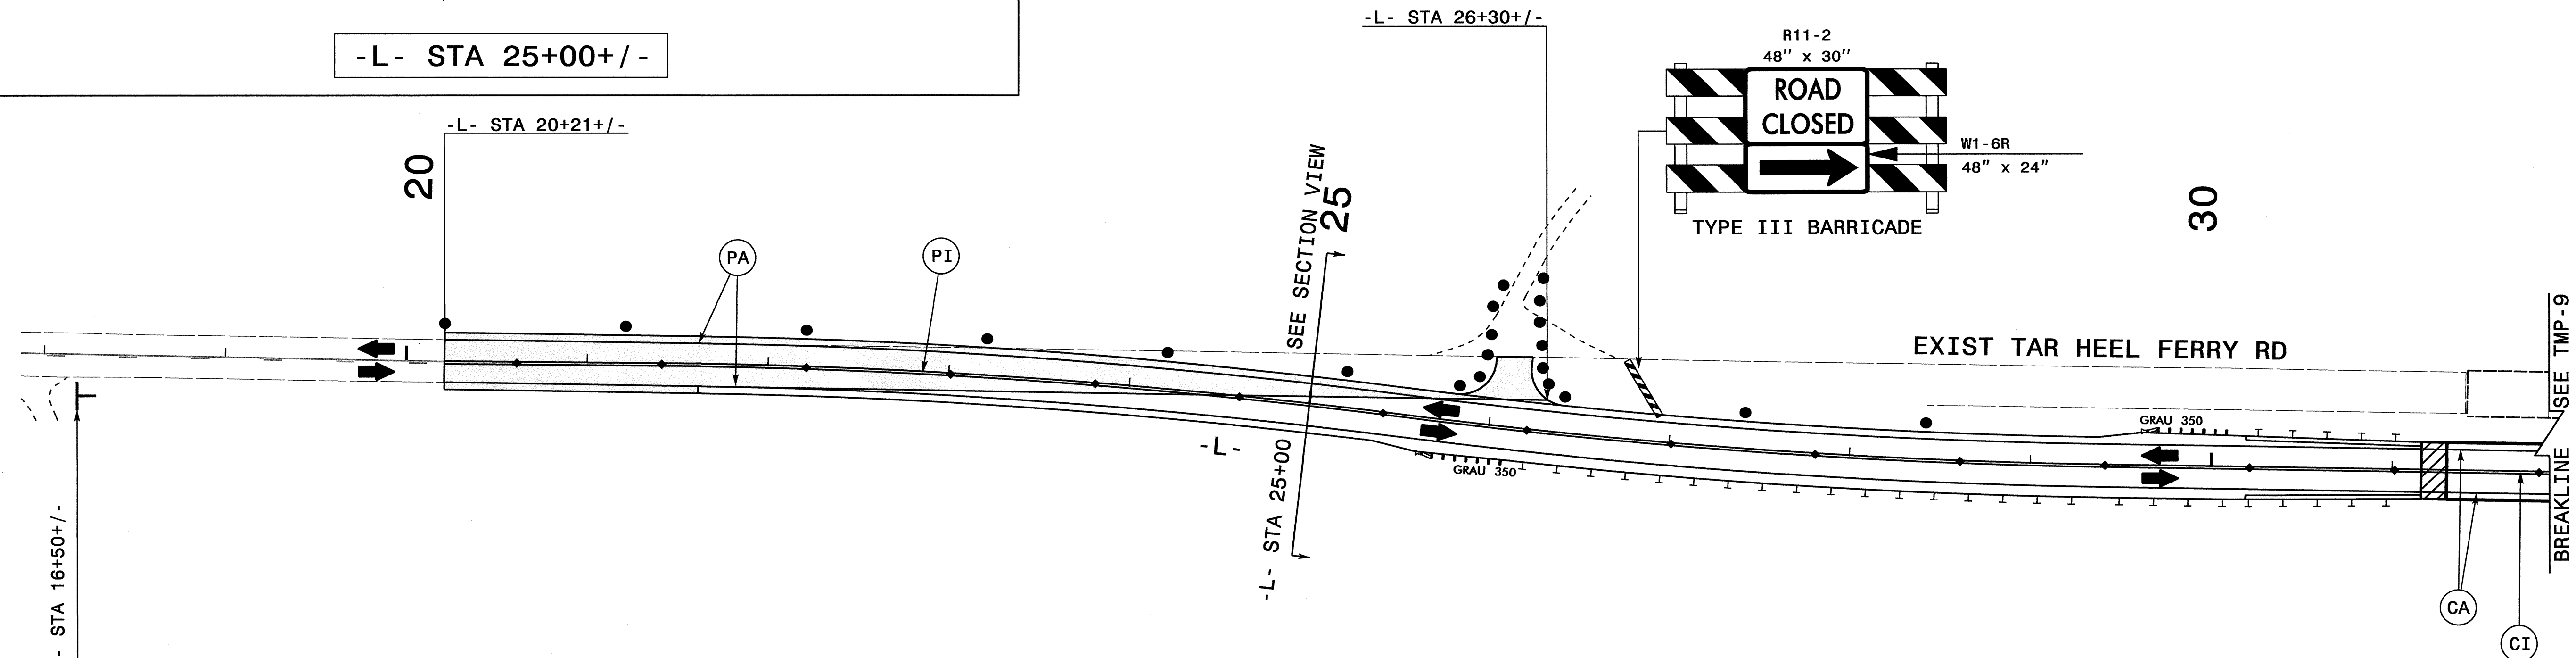 -L- STA 25+00+/-
-L- STA 26+30+/-
R11-2
48" x 30"
ROAD
CLOSED
W1-6R
48" x 24"
TYPE III BARRICADE
-L- STA 20+21+/-
20
SEE SECTION VIEW
25
30
PA
PI
EXIST TAR HEEL FERRY RD
BREAKLINE SEE TMP-9
GRAU 350
GRAU 350
-L-
-L- STA 25+00
- STA 16+50+/-
CA
CI